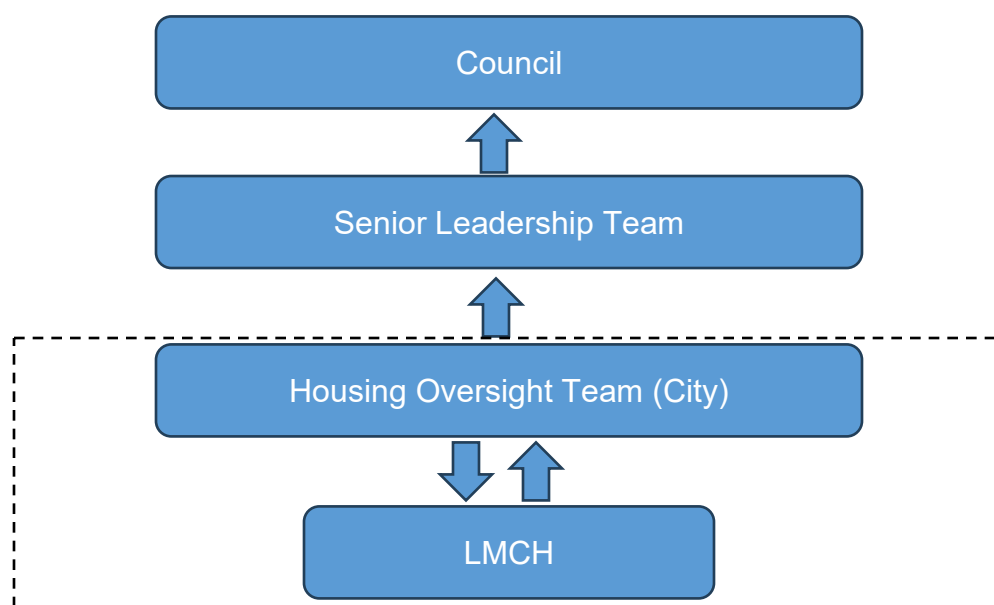 Council
Senior Leadership Team
Housing Oversight Team (City)
LMCH